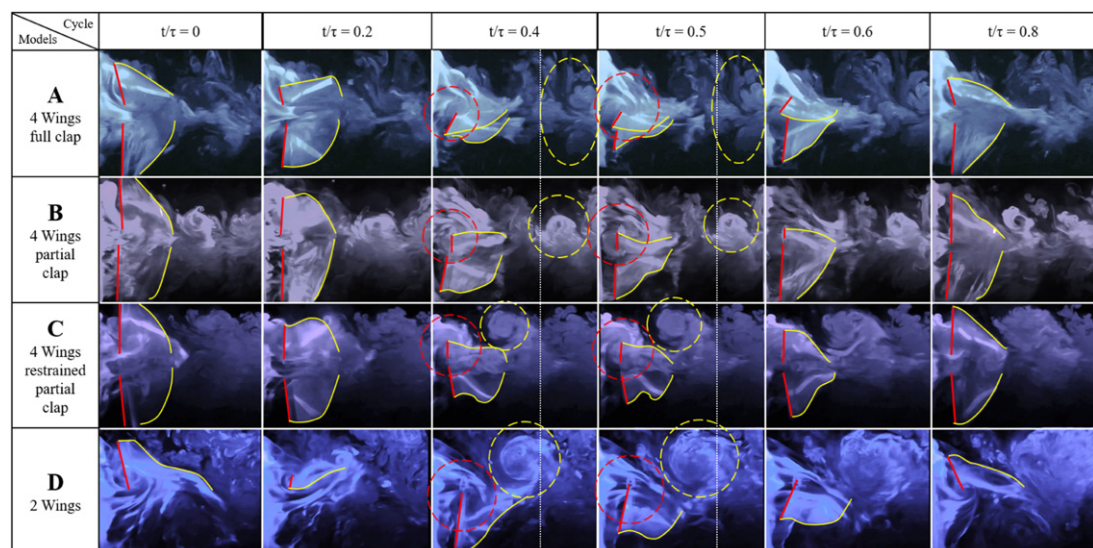 Cycle
Models
t/τ = 0
t/τ = 0.2
t/τ = 0.4
t/τ = 0.5
t/τ = 0.6
t/τ = 0.8
A
4 Wings
full clap
B
4 Wings
partial
clap
C
4 Wings
restrained
partial
clap
D
2 Wings